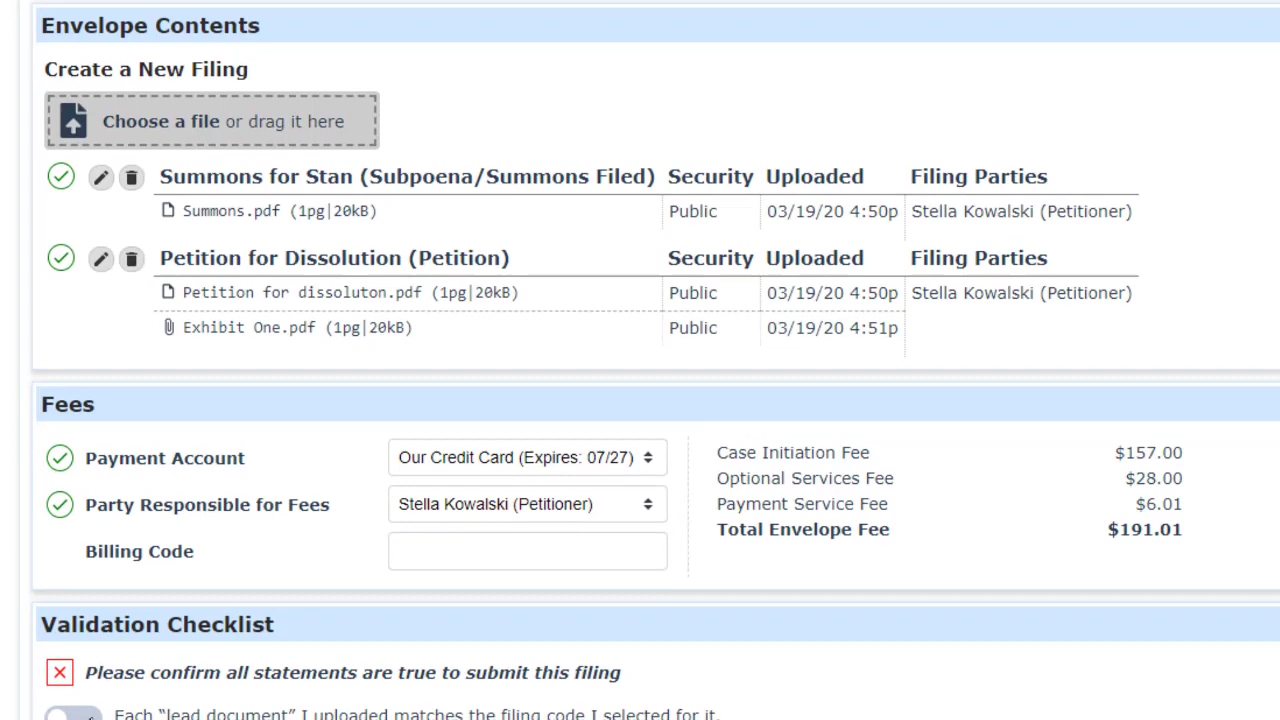 Envelope Contents
Create a New Filing
Choose a file or drag it here
Summons for Stan (Subpoena/Summons Filed) Security Uploaded Filing Parties
Summons.pdf (1pg|20kB) Public 03/19/20 4:50p Stella Kowalski (Petitioner)
Petition for Dissolution (Petition) Security Uploaded Filing Parties
Petition for dissoluton.pdf (1pg|20kB) Public 03/19/20 4:50p Stella Kowalski (Petitioner)
Exhibit One.pdf (1pg|20kB) Public 03/19/20 4:51p
Fees
Payment Account Our Credit Card (Expires: 07/27)
Party Responsible for Fees Stella Kowalski (Petitioner)
Billing Code
Case Initiation Fee $157.00
Optional Services Fee $28.00
Payment Service Fee $6.01
Total Envelope Fee $191.01
Validation Checklist
Please confirm all statements are true to submit this filing
Each “lead document” I uploaded matches the filing code I selected for it.